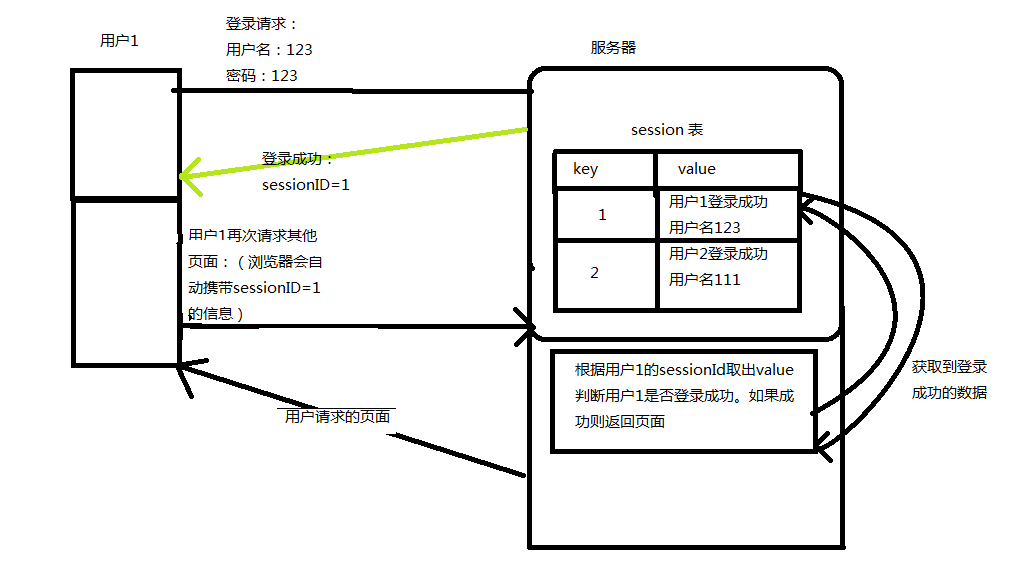 用户1
登录请求：
用户名：123
密码：123
服务器
登录成功：
sessionID=1
session 表
key
value
1
用户1登录成功
用户名123
2
用户2登录成功
用户名111
用户1再次请求其他
页面：（浏览器会自
动携带sessionID=1
的信息）
根据用户1的sessionId取出value
判断用户1是否登录成功。如果成
功则返回页面
获取到登录
成功的数据
用户请求的页面